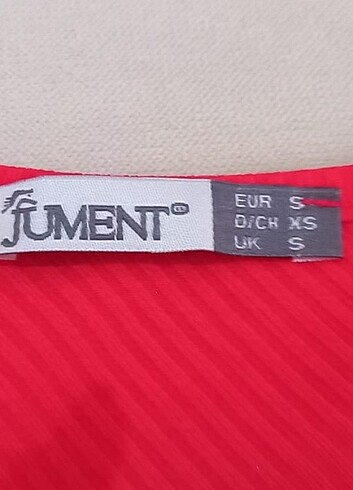 JUMENT
EUR S
D/CH XS
UK S